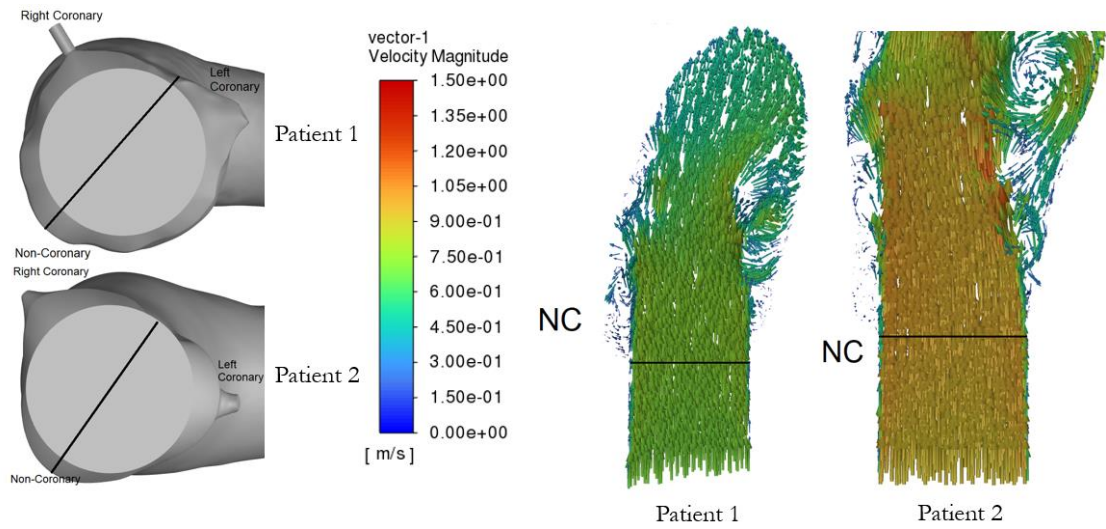 Right Coronary
Left
Coronary
Patient 1
Non-Coronary
Right Coronary
Left
Coronary
Patient 2
Non-Coronary
vector-1
Velocity Magnitude
1.50e+00
1.35e+00
1.20e+00
1.05e+00
9.00e-01
7.50e-01
6.00e-01
4.50e-01
3.00e-01
1.50e-01
0.00e+00
[ m/s ]
NC
Patient 1
NC
Patient 2